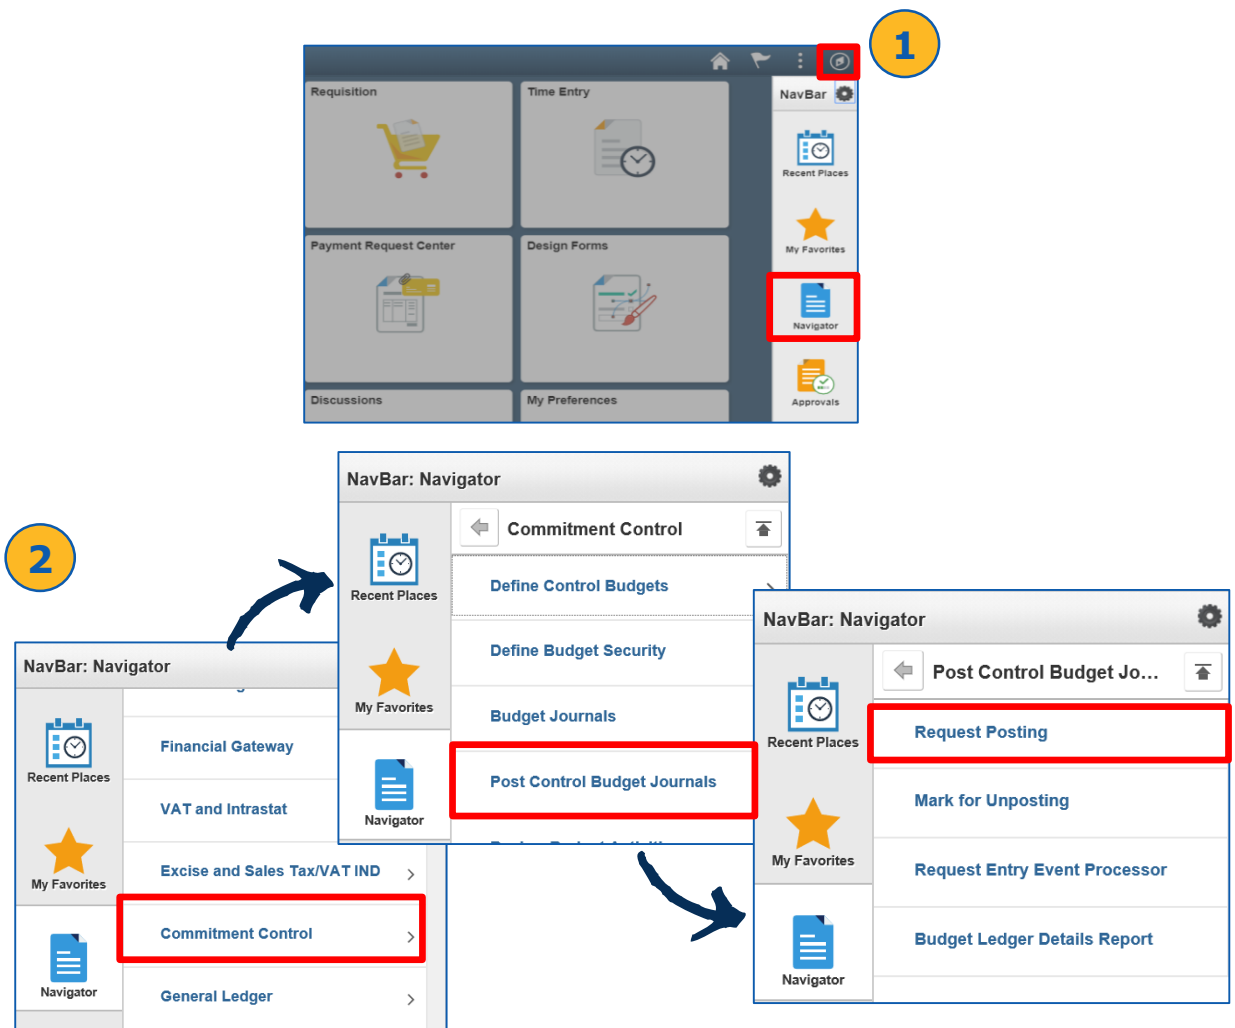 1
Requisition
Time Entry
NavBar
Recent Places
My Favorites
Payment Request Center
Design Forms
Navigator
Approvals
Discussions
My Preferences
2
NavBar: Navigator
Recent Places
My Favorites
Navigator
Commitment Control
Define Control Budgets
Define Budget Security
Budget Journals
Post Control Budget Journals
NavBar: Navigator
Recent Places
My Favorites
Navigator
Post Control Budget Jo...
Request Posting
Mark for Unposting
Request Entry Event Processor
Budget Ledger Details Report
NavBar: Navigator
Recent Places
My Favorites
Navigator
Financial Gateway
VAT and Intrastat
Excise and Sales Tax/VAT IND
Commitment Control
General Ledger